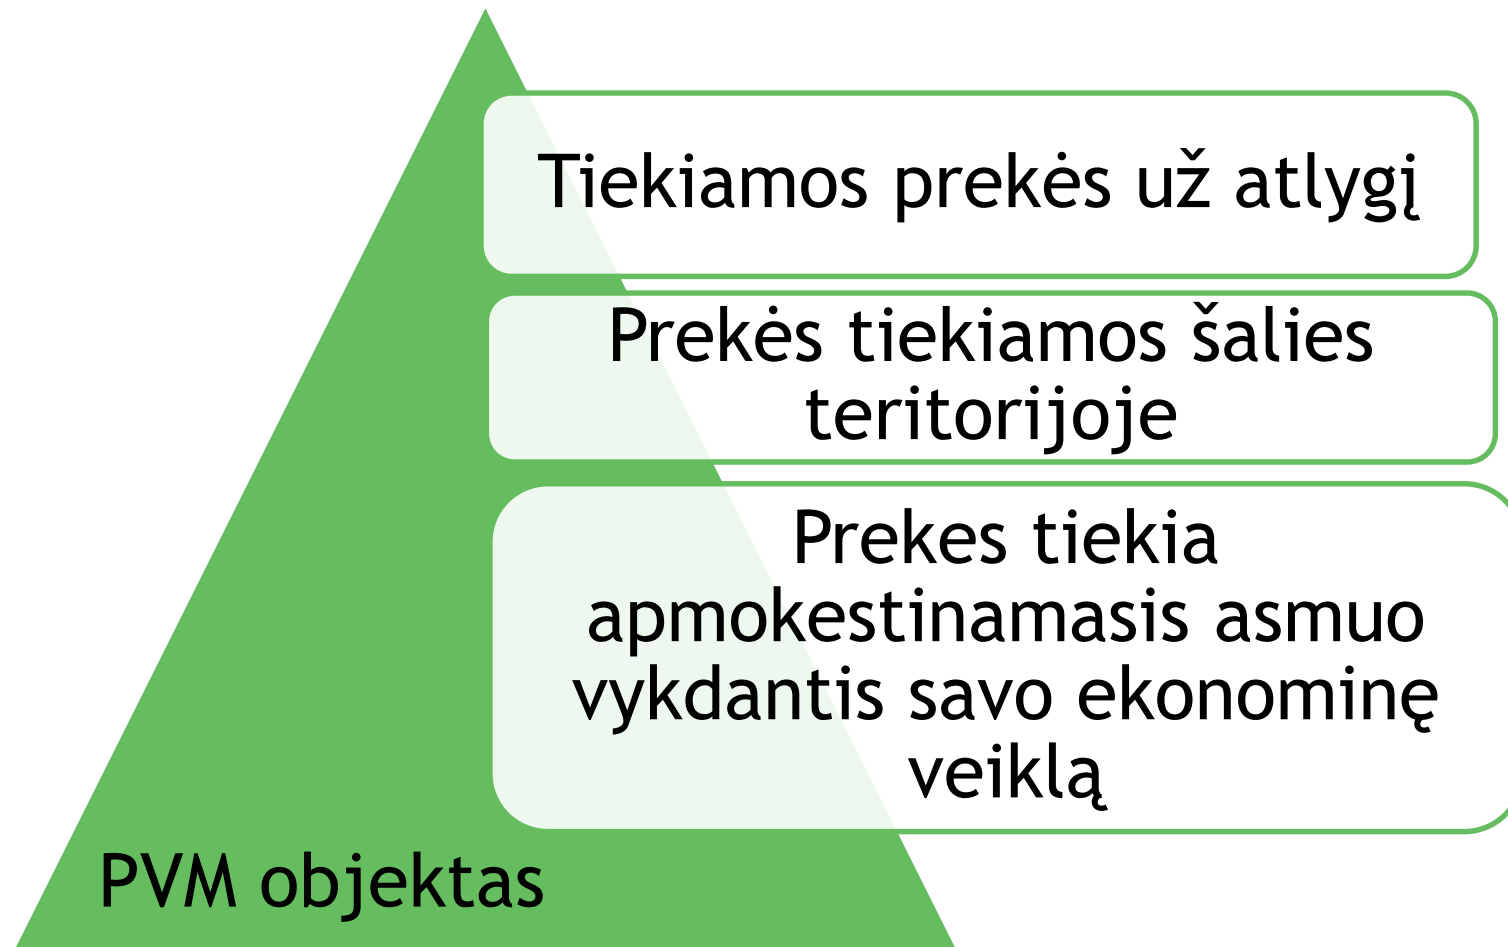 Tiekiamos prekės už atlygį
Prekės tiekiamos šalies
teritorijoje
Prekes tiekia
apmokestinamasis asmuo
vykdantis savo ekonominę
veiklą
PVM objektas